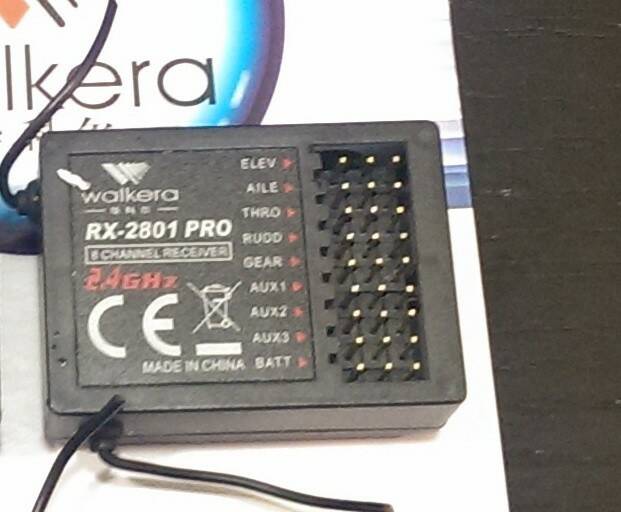 lkera
walkera
RX-2801 PRO
8 CHANNEL RECEIVER
2.4GHz
CE
MADE IN CHINA
ELEV
AILE
THRO
RUDD
GEAR
AUX1
AUX2
AUX3
BATT